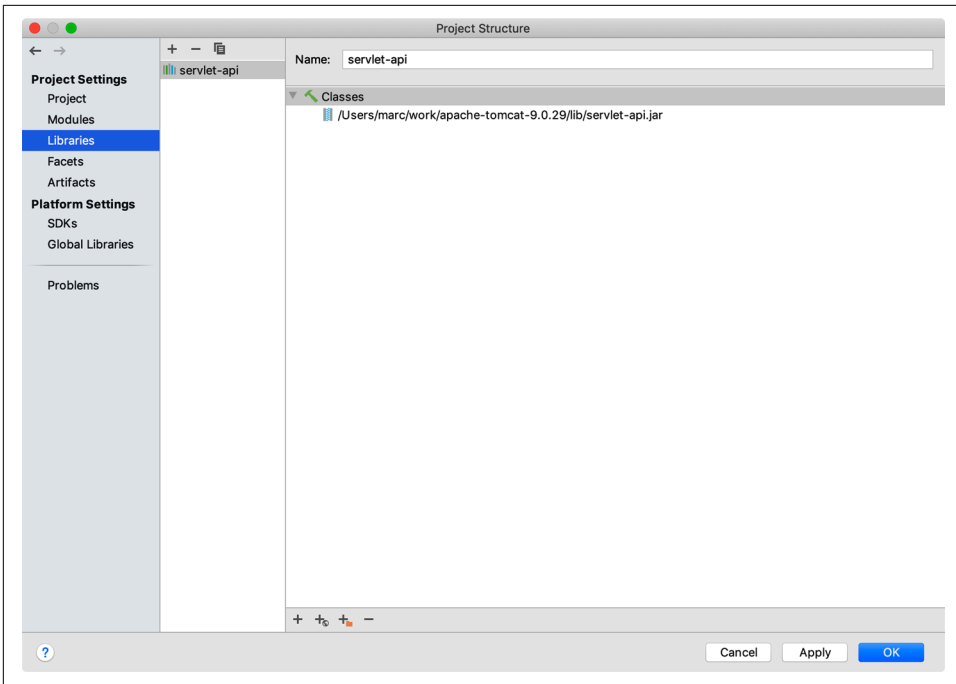 Project Structure
Name: servlet-api
servlet-api
Project Settings
Project
Modules
Libraries
Facets
Artifacts
Platform Settings
SDKs
Global Libraries
Problems
Classes
/Users/marc/work/apache-tomcat-9.0.29/lib/servlet-api.jar
?
Cancel
Apply
OK